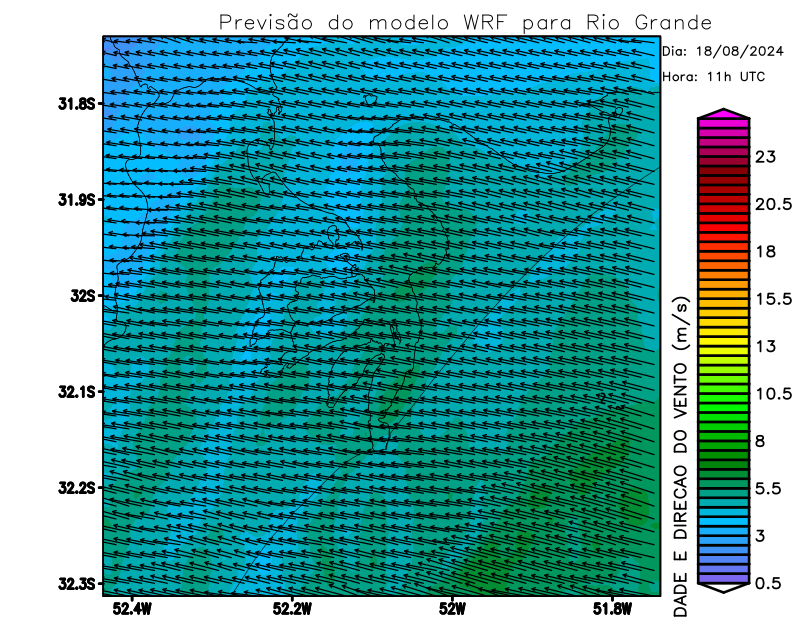 Previsão do modelo WRF para Rio Grande
Dia: 18/08/2024
Hora: 11h UTC
31.8S
31.9S
32S
32.1S
32.2S
32.3S
52.4W
52.2W
52W
51.8W
DADE E DIRECAO DO VENTO (m/s)
23
20.5
18
15.5
13
10.5
8
5.5
3
0.5